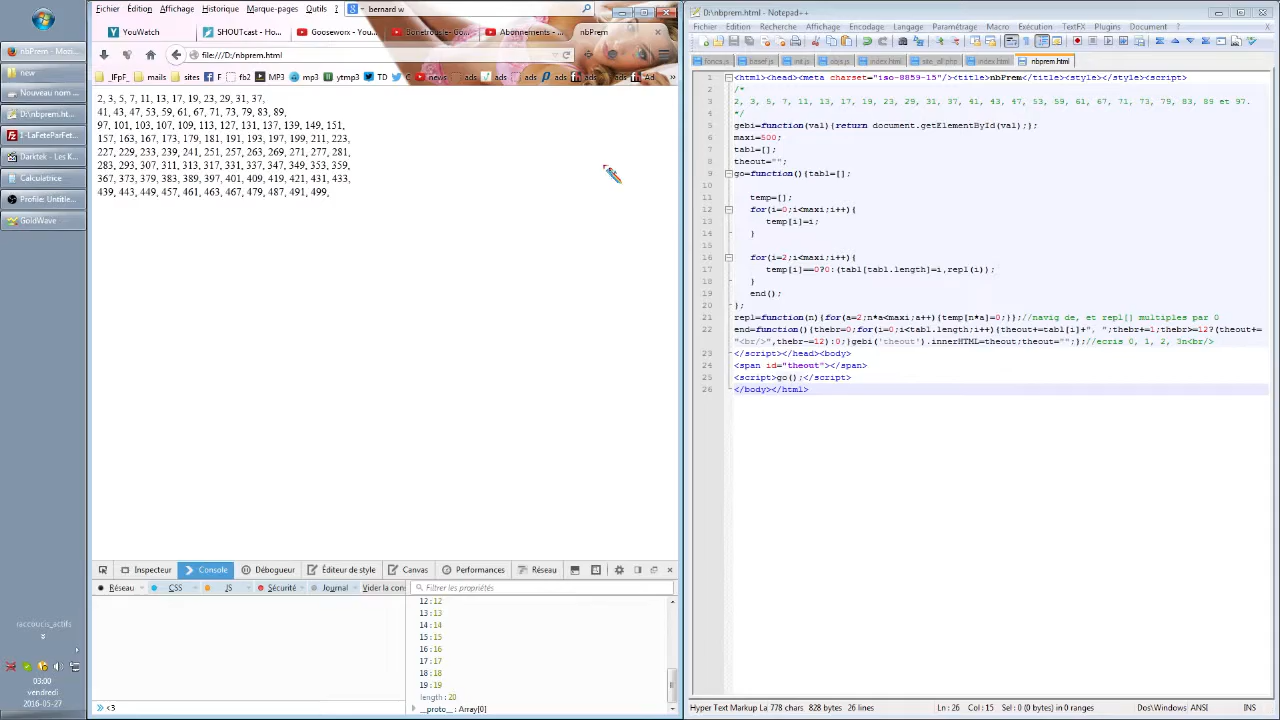 Fichier Édition Affichage Historique Marque-pages Outils ?
bernard w
YouWatch SHOUTcast Gooseworx - You... Abonnements - ... nbPrem
file:///D:/nbprem.html
mails sites F fb2 MP3 mp3 ytmp3 TD news ads ads ads ads Ad
2, 3, 5, 7, 11, 13, 17, 19, 23, 29, 31, 37,
41, 43, 47, 53, 59, 61, 67, 71, 73, 79, 83, 89,
97, 101, 103, 107, 109, 113, 127, 131, 137, 139, 149, 151,
157, 163, 167, 173, 179, 181, 191, 193, 197, 199, 211, 223,
227, 229, 233, 239, 241, 251, 257, 263, 269, 271, 277, 281,
283, 293, 307, 311, 313, 317, 331, 337, 347, 349, 353, 359,
367, 373, 379, 383, 389, 397, 401, 409, 419, 421, 431, 433,
439, 443, 449, 457, 461, 463, 467, 479, 487, 491, 499,
nbPrem - Mozi...
new
Nouveau nom ...
D:\nbprem.ht...
1-LaFeteParFet...
Darktek - Les K...
Calculatrice
Profile: Untitle...
GoldWave
raccoucis_actifs
03:00
vendredi
2016-05-27
Inspecteur Console Débogueur Éditeur de style Canvas Performances Réseau
Réseau CSS JS Sécurité Journal Vider la con
Filtrer les propriétés
12:12
13:13
14:14
15:15
16:16
17:17
18:18
19:19
length: 20
__proto__: Array[0]
<3
D:\nbprem.html - Notepad++
Fichier Édition Recherche Affichage Encodage Langage Paramétrage Macro Exécution TextFX Plugins Document ?
foncs.js basef.js init.js objs.js index.html site_af.php index.html nbprem.html
1 <html><head><meta charset="iso-8859-15"/><title>nbPrem</title><style></style><script>
2 /*
3 2, 3, 5, 7, 11, 13, 17, 19, 23, 29, 31, 37, 41, 43, 47, 53, 59, 61, 67, 71, 73, 79, 83, 89 et 97.
4 */
5 gebi=function(val){return document.getElementById(val);};
6 maxi=500;
7 tabl=[];
8 theout="";
9 go=function(){tabl=[];
10
11 temp=[];
12 for(i=0;i<maxi;i++){
13 temp[i]=i;
14 }
15
16 for(i=2;i<maxi;i++){
17 temp[i]==0?0:(tabl[tabl.length]=i,repl(i));
18 }
19 end();
20 };
21 repl=function(n){for(a=2;n*a<maxi;a++){temp[n*a]=0;}};//navig de, et repl[] multiples par 0
22 end=function(){thebr=0;for(i=0;i<tabl.length;i++){theout+=tabl[i]+", ";thebr+=1;thebr>=12?(theout+=
"<br/>",thebr-=12):0;}gebi('theout').innerHTML=theout;theout="";};//ecris 0, 1, 2, 3n<br/>
23 </script></head><body>
24 <span id="theout"></span>
25 <script>go();</script>
26 </body></html>
Hyper Text Markup La 778 chars 828 bytes 26 lines Ln : 26 Col : 15 Sel : 0 (0 bytes) in 0 ranges Dos\Windows ANSI INS